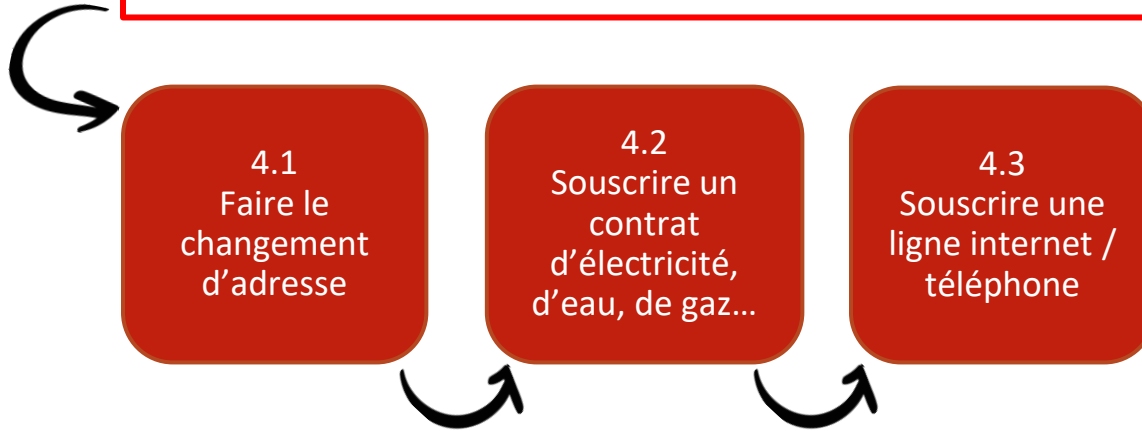 4.1
Faire le
changement
d’adresse
4.2
Souscrire un
contrat
d’électricité,
d’eau, de gaz…
4.3
Souscrire une
ligne internet /
téléphone